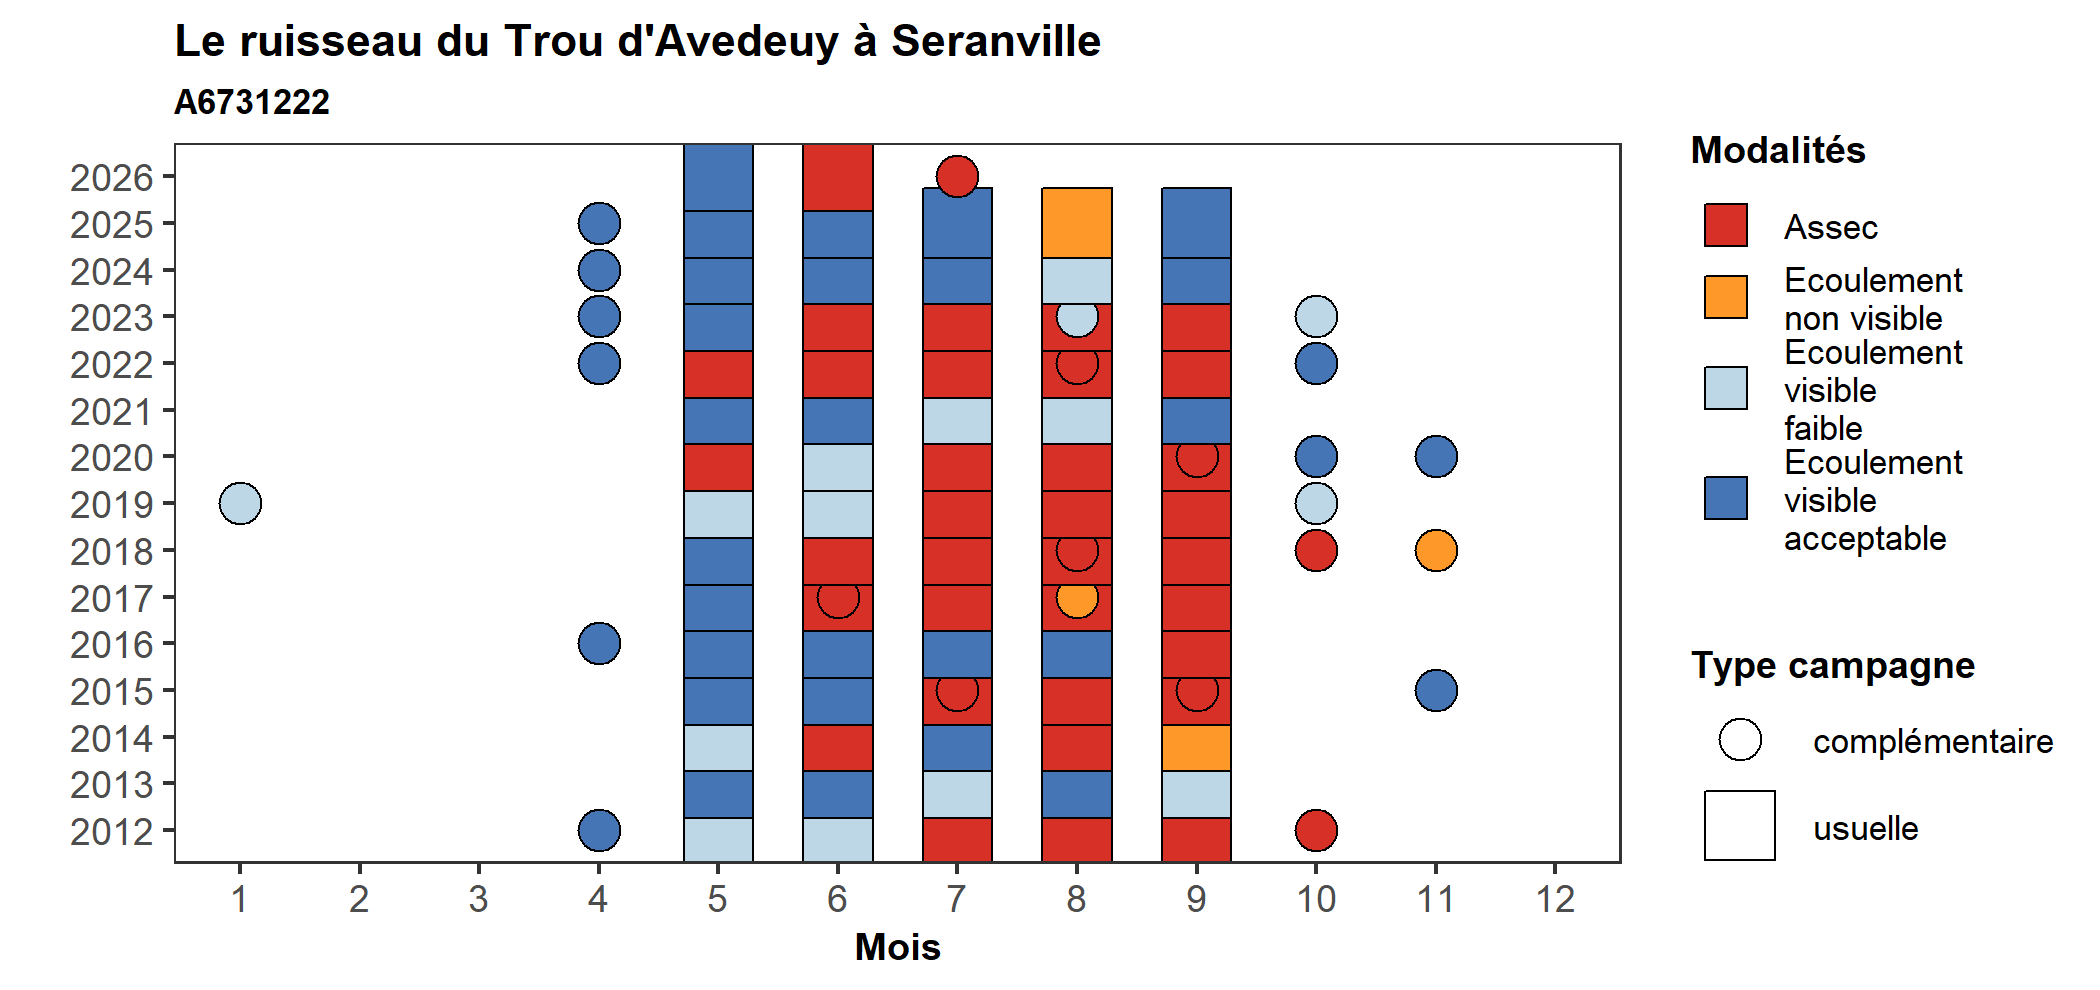 Le ruisseau du Trou d'Avedeuy à Seranville
A6731222
2026
2025
2024
2023
2022
2021
2020
2019
2018
2017
2016
2015
2014
2013
2012
1 2 3 4 5 6 7 8 9 10 11 12
Mois
Modalités
Assec
Ecoulement
non visible
Ecoulement
visible
faible
Ecoulement
visible
acceptable
Type campagne
complémentaire
usuelle